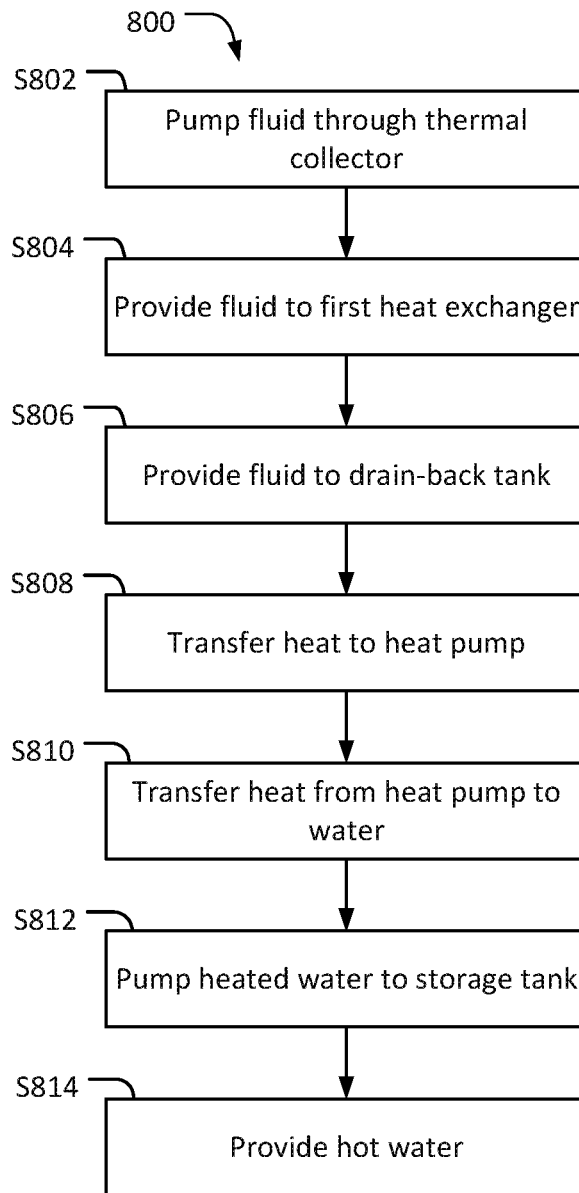 800
S802
Pump fluid through thermal
collector
S804
Provide fluid to first heat exchanger
S806
Provide fluid to drain-back tank
S808
Transfer heat to heat pump
S810
Transfer heat from heat pump to
water
S812
Pump heated water to storage tank
S814
Provide hot water